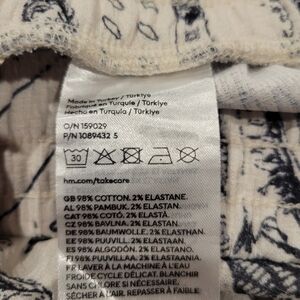 Made in Turkey / Türkiye
Fabriqué en Turquie / Türkiye
Hecho en Turquía / Türkiye
O/N 159029
P/N 1089432 5
30
hm.com/takecare
GB 98% COTTON, 2% ELASTANE.
AL 98% PAMBUK, 2% ELASTAN.
CAT 98% COTÓ, 2% ELASTÀ.
CZ 98% BAVLNA, 2% ELASTAN.
DE 98% BAUMWOLLE, 2% ELASTHAN.
EE 98% PUUVILL, 2% ELASTAAN.
ES 98% ALGODÓN, 2% ELASTANO.
FI 98% PUUVILLAA, 2% ELASTAANIA.
FR LAVER À LA MACHINE À L'EAU
FROIDE CYCLE DÉLICAT. BLANCHIR
SANS CHLORE SI NÉCESSAIRE.
SÉCHER À L'AIR. REPASSER À FAIBLE